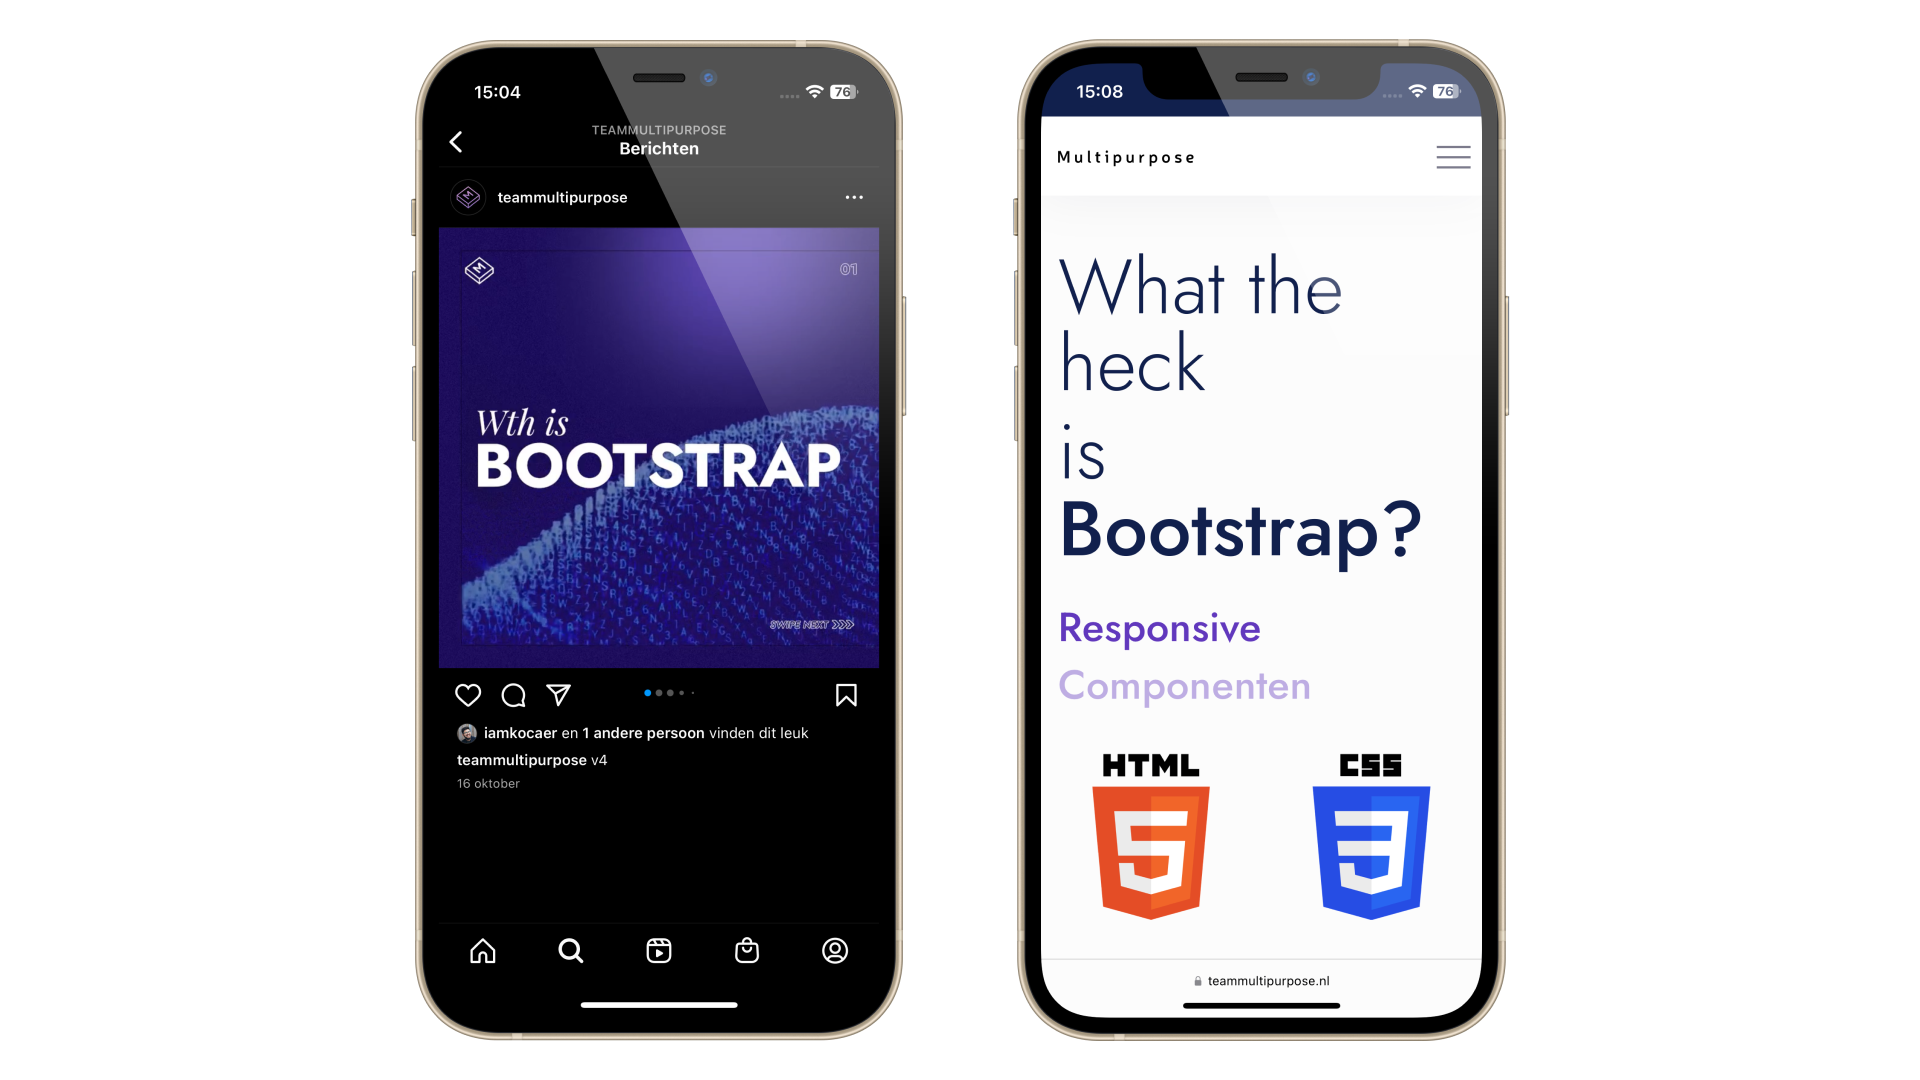 15:04
76
TEAMMULTIPURPOSE
Berichten
teammultipurpose
M
01
Wth is
BOOTSTRAP
SWIPE NEXT >>>
iamkocaer en 1 andere persoon vinden dit leuk
teammultipurpose v4
16 oktober
15:08
76
Multipurpose
What the
heck
is
Bootstrap?
Responsive
Componenten
HTML
5
CSS
3
teammultipurpose.nl